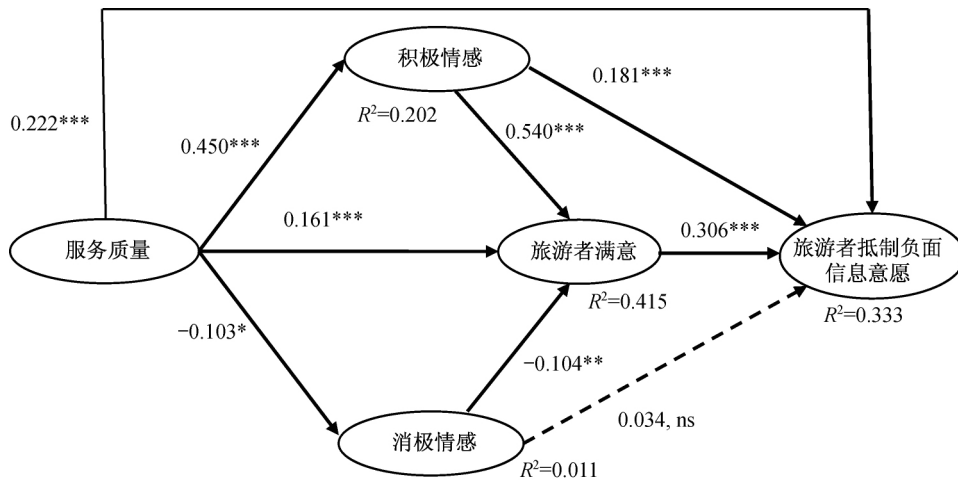 积极情感
0.181***
R²=0.202
0.222***
0.540***
0.450***
0.161***
0.306***
服务质量
旅游者满意
旅游者抵制负面
信息意愿
R²=0.415
R²=0.333
−0.103*
−0.104**
0.034, ns
消极情感
R²=0.011